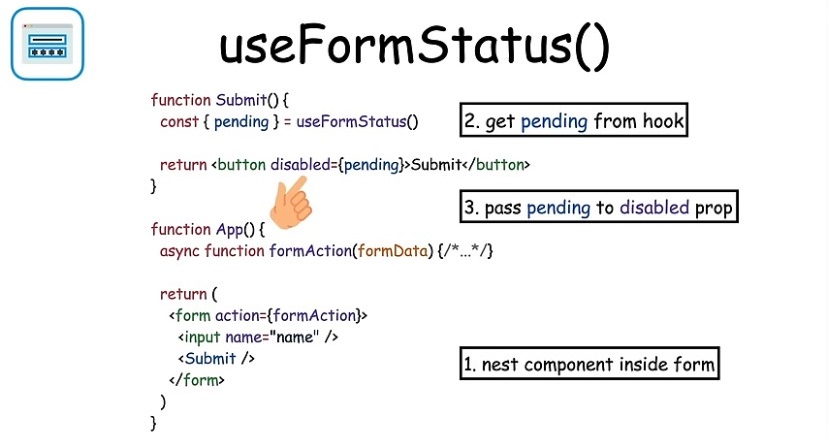 useFormStatus()
function Submit() {
const { pending } = useFormStatus()
2. get pending from hook
return <button disabled={pending}>Submit</button>
}
3. pass pending to disabled prop
function App() {
async function formAction(formData) {/*...*/}
return (
<form action={formAction}>
<input name="name" />
<Submit />
1. nest component inside form
</form>
)
}